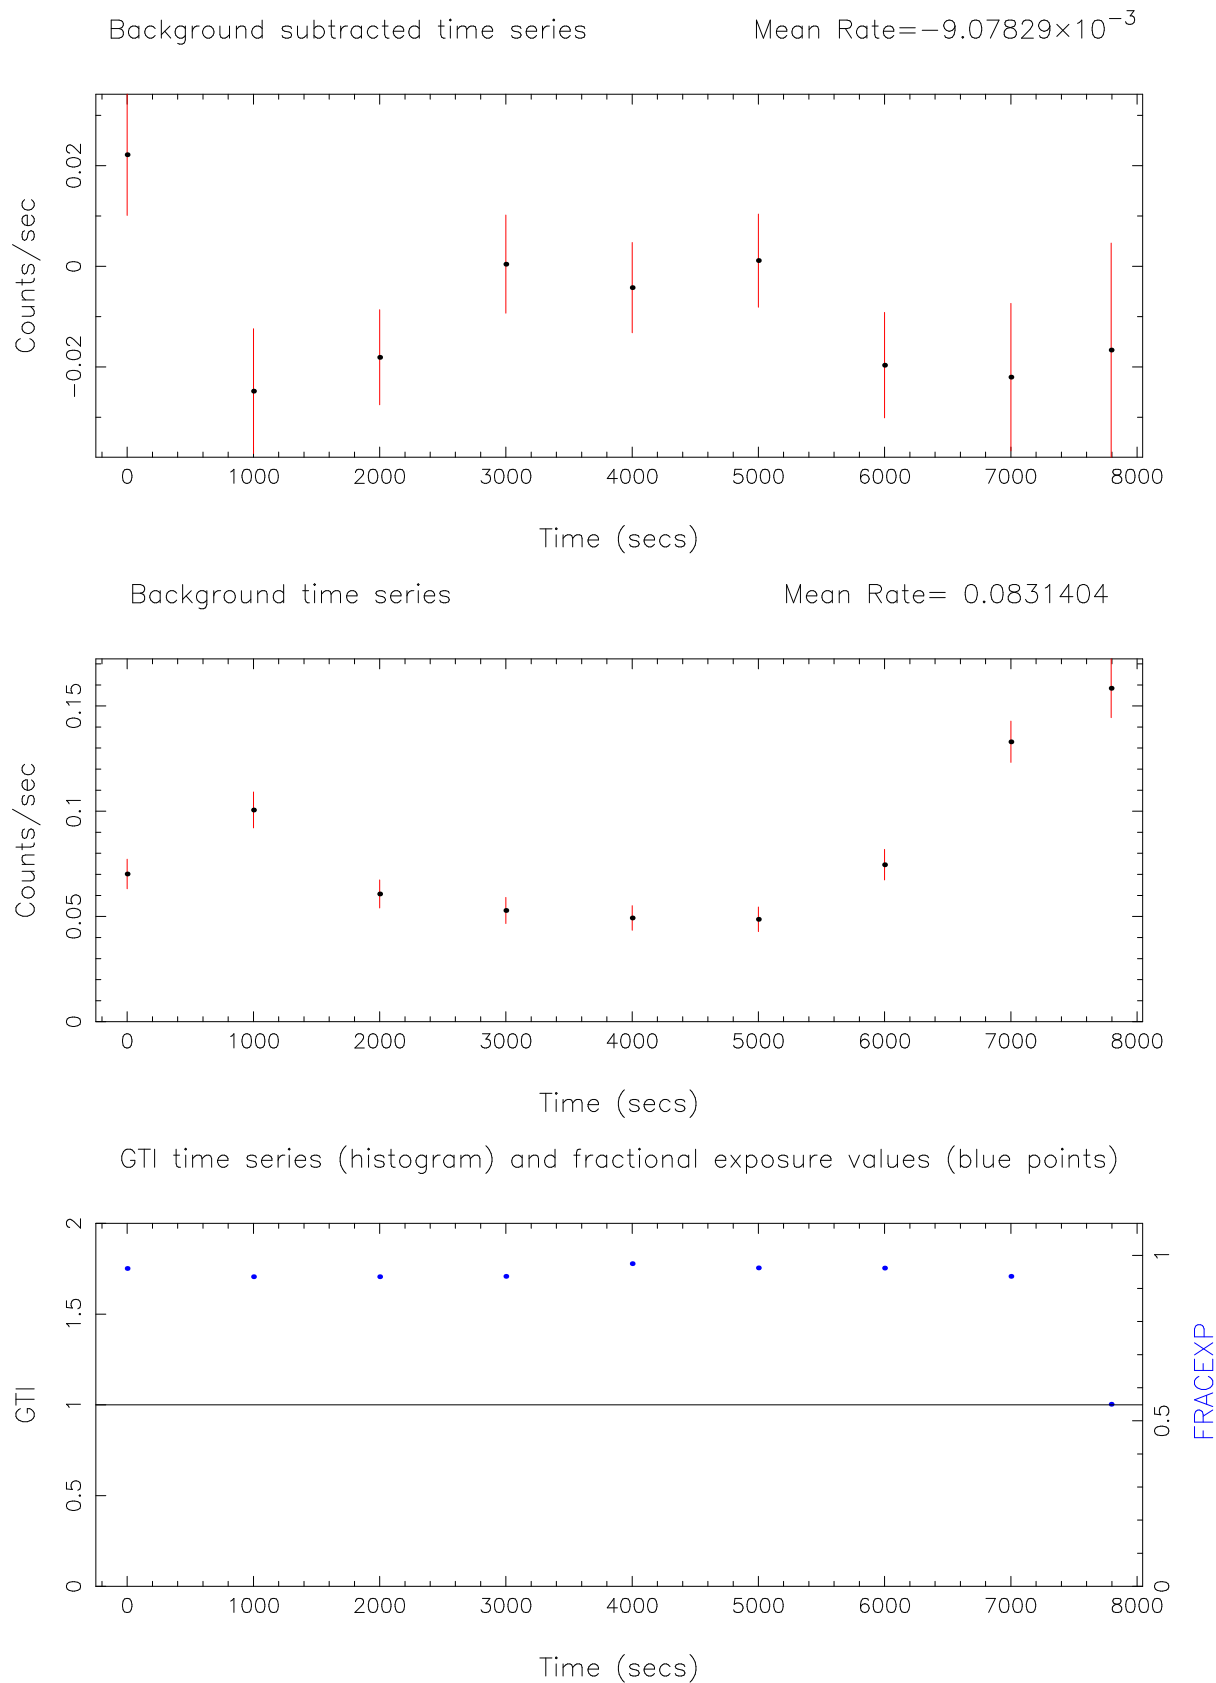 Background subtracted time series Mean Rate=−9.07829×10⁻³
0.02
0
−0.02
Counts/sec
0 1000 2000 3000 4000 5000 6000 7000 8000
Time (secs)
Background time series Mean Rate= 0.0831404
0.15
0.1
0.05
0
Counts/sec
0 1000 2000 3000 4000 5000 6000 7000 8000
Time (secs)
GTI time series (histogram) and fractional exposure values (blue points)
2
1.5
1
0.5
0
GTI
1
0.5
0
FRACEXP
0 1000 2000 3000 4000 5000 6000 7000 8000
Time (secs)